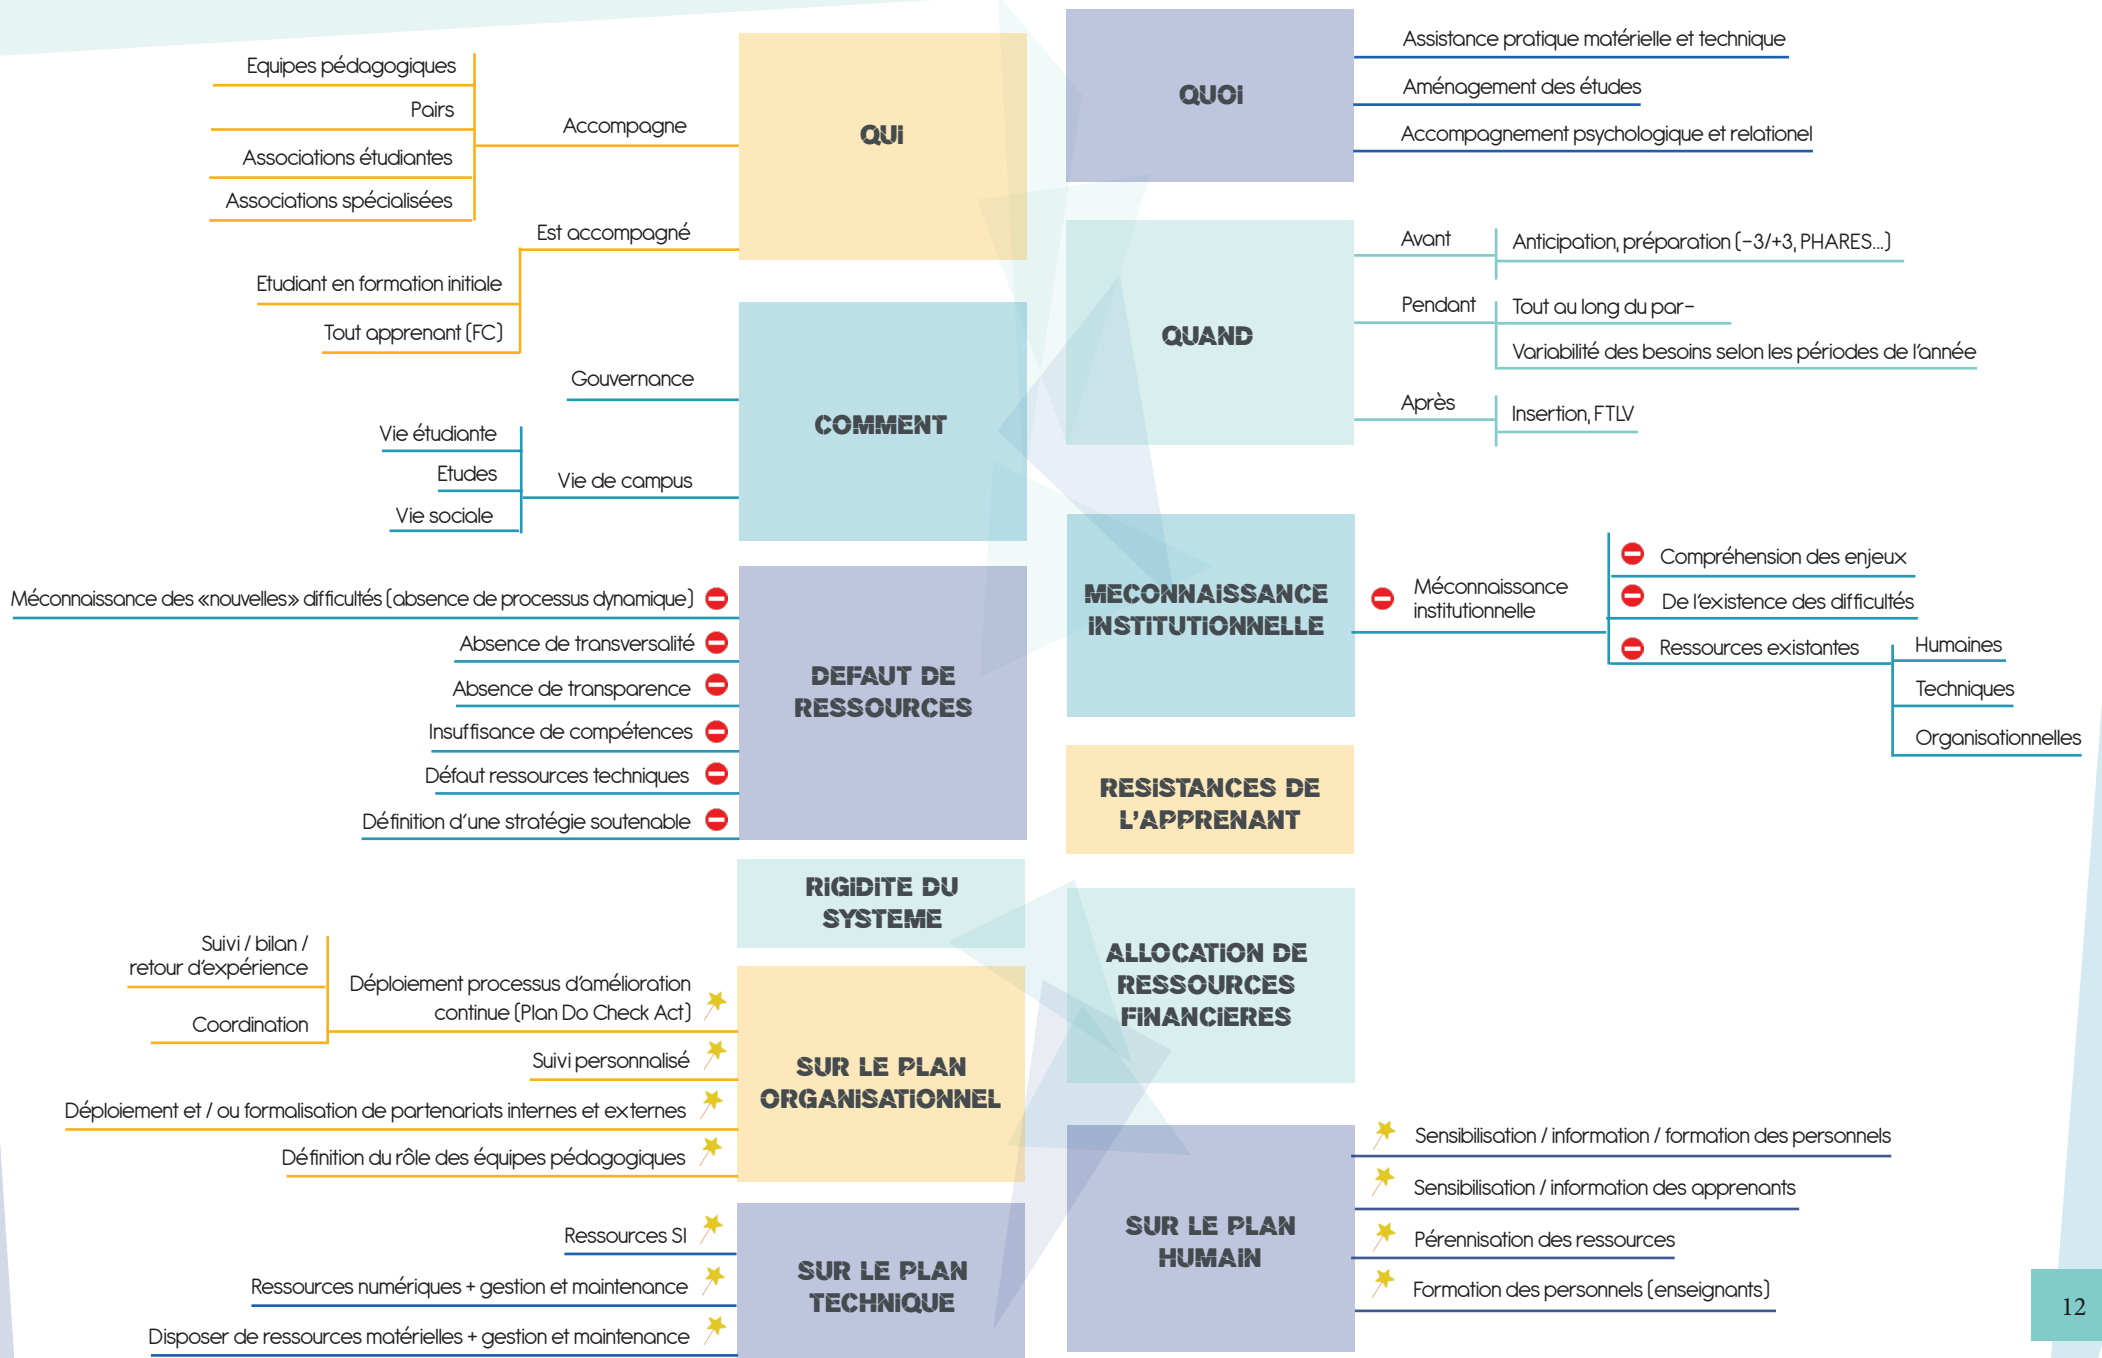 QUI
Accompagne
Equipes pédagogiques
Pairs
Associations étudiantes
Associations spécialisées
Est accompagné
Etudiant en formation initiale
Tout apprenant (FC)
QUOI
Assistance pratique matérielle et technique
Aménagement des études
Accompagnement psychologique et relationel
QUAND
Avant
Anticipation, préparation (-3/+3, PHARES...)
Pendant
Tout au long du par-
Variabilité des besoins selon les périodes de l'année
Après
Insertion, FTLV
COMMENT
Gouvernance
Vie de campus
Vie étudiante
Etudes
Vie sociale
MECONNAISSANCE
INSTITUTIONNELLE
Méconnaissance
institutionnelle
Compréhension des enjeux
De l'existence des difficultés
Ressources existantes
Humaines
Techniques
Organisationnelles
DEFAUT DE
RESSOURCES
Méconnaissance des «nouvelles» difficultés (absence de processus dynamique)
Absence de transversalité
Absence de transparence
Insuffisance de compétences
Défaut ressources techniques
Définition d'une stratégie soutenable
RESISTANCES DE
L'APPRENANT
RIGIDITE DU
SYSTEME
ALLOCATION DE
RESSOURCES
FINANCIERES
SUR LE PLAN
ORGANISATIONNEL
Déploiement processus d'amélioration
continue (Plan Do Check Act)
Suivi / bilan /
retour d'expérience
Coordination
Suivi personnalisé
Déploiement et / ou formalisation de partenariats internes et externes
Définition du rôle des équipes pédagogiques
SUR LE PLAN
HUMAIN
Sensibilisation / information / formation des personnels
Sensibilisation / information des apprenants
Pérennisation des ressources
Formation des personnels (enseignants)
SUR LE PLAN
TECHNIQUE
Ressources SI
Ressources numériques + gestion et maintenance
Disposer de ressources matérielles + gestion et maintenance
12